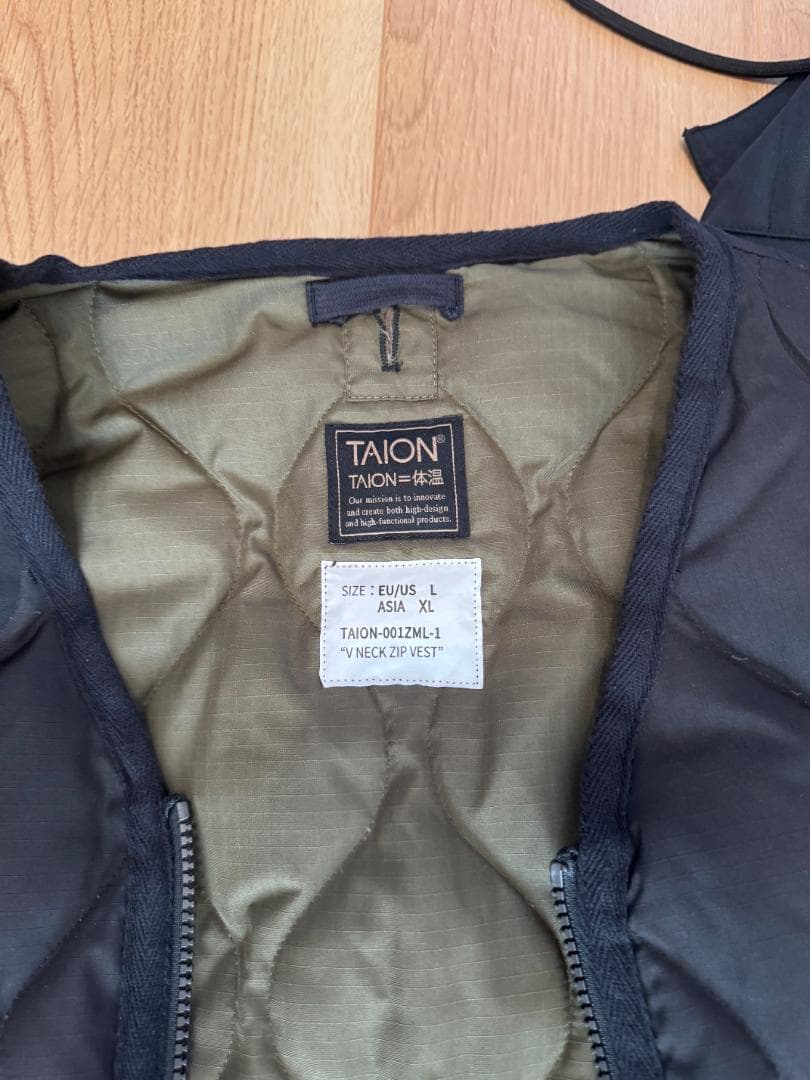 TAION®
TAION=体温
Our mission is to innovate
and create both high-design
and high-functional products.
SIZE : EU/US L
ASIA XL
TAION-001ZML-1
“V NECK ZIP VEST”